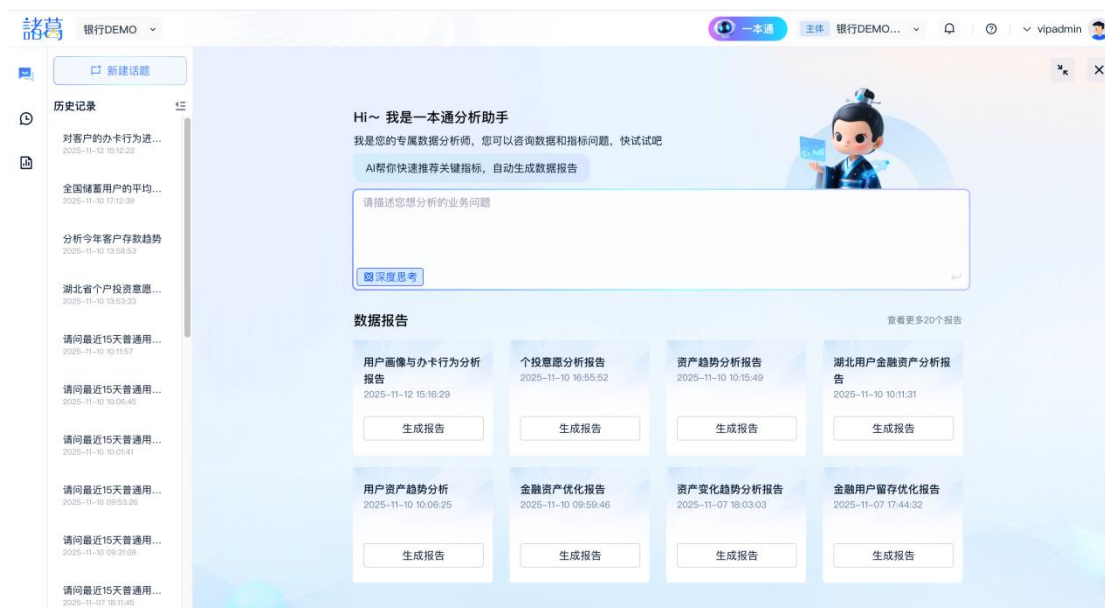 諸葛
银行DEMO
一本通
主体 银行DEMO...
vipadmin
新建话题
历史记录
对客户的办卡行为进...
2025-11-12 15:12:22
全国储蓄用户的平均...
2025-11-10 17:12:39
分析今年客户存款趋势
2025-11-10 13:58:53
湖北省个户投资意愿...
2025-11-10 13:53:33
请问最近15天普通用...
2025-11-10 10:11:57
请问最近15天普通用...
2025-11-10 10:06:45
请问最近15天普通用...
2025-11-10 10:01:41
请问最近15天普通用...
2025-11-10 09:53:26
请问最近15天普通用...
2025-11-10 09:31:08
请问最近15天普通用...
2025-11-07 18:11:45
Hi～ 我是一本通分析助手
我是您的专属数据分析师，您可以咨询数据和指标问题，快试试吧
AI帮你快速推荐关键指标，自动生成数据报告
请描述您想分析的业务问题
深度思考
数据报告
查看更多20个报告
用户画像与办卡行为分析
报告
2025-11-12 15:16:29
生成报告
个投意愿分析报告
2025-11-10 16:55:52
生成报告
资产趋势分析报告
2025-11-10 10:15:49
生成报告
湖北用户金融资产分析报
告
2025-11-10 10:11:31
生成报告
用户资产趋势分析
2025-11-10 10:06:25
生成报告
金融资产优化报告
2025-11-10 09:59:46
生成报告
资产变化趋势分析报告
2025-11-07 18:03:03
生成报告
金融用户留存优化报告
2025-11-07 17:44:32
生成报告